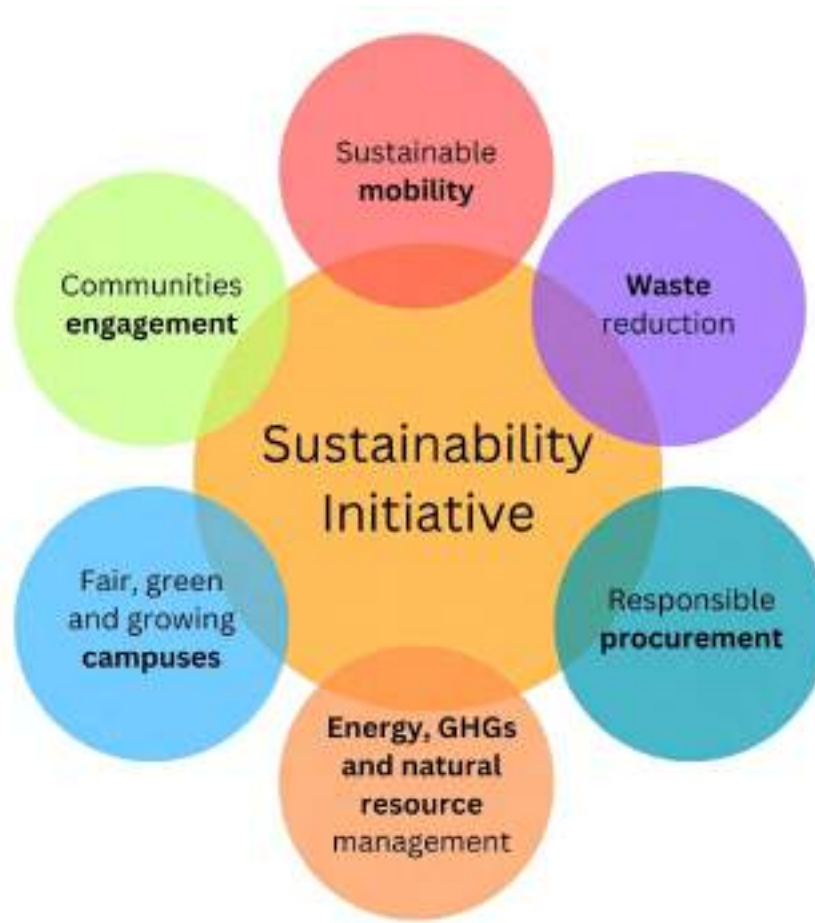 Sustainable
mobility
Communities
engagement
Waste
reduction
Sustainability
Initiative
Fair, green
and growing
campuses
Responsible
procurement
Energy, GHGs
and natural
resource
management